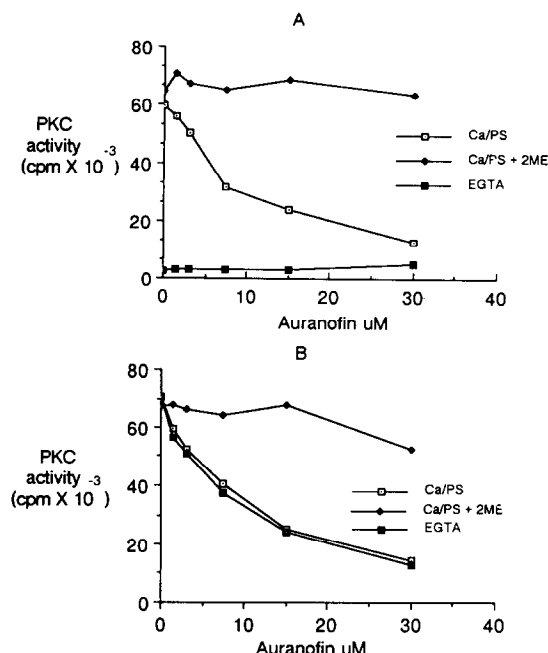 A
80
60
40
20
0
PKC
activity -3
(cpm X 10 )
Ca/PS
Ca/PS + 2ME
EGTA
0 10 20 30 40
Auranofin uM
B
80
60
40
20
0
PKC
activity -3
(cpm X 10 )
Ca/PS
Ca/PS + 2ME
EGTA
0 10 20 30 40
Auranofin uM